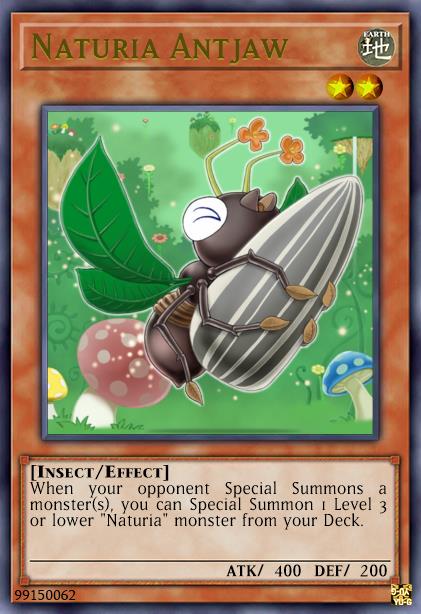 NATURIA ANTJAW
EARTH
地
[INSECT/EFFECT]
When your opponent Special Summons a
monster(s), you can Special Summon 1 Level 3
or lower "Naturia" monster from your Deck.
ATK/ 400 DEF/ 200
99150062